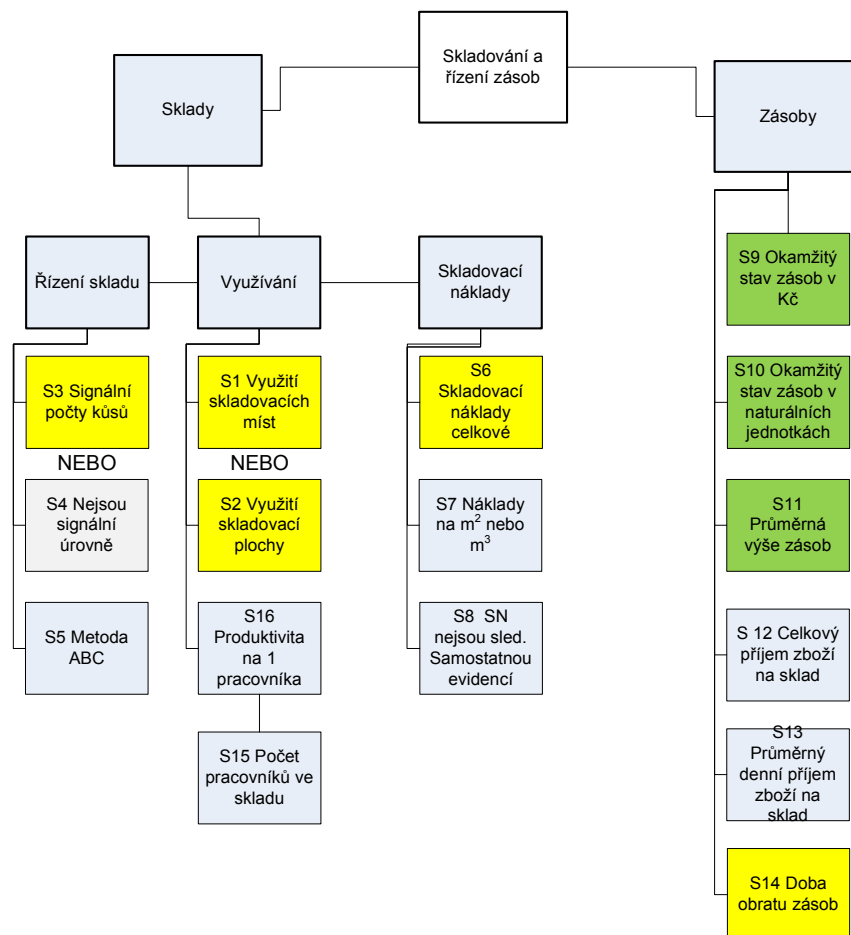 Skladování a
řízení zásob
Sklady
Zásoby
Řízení skladu
Využívání
Skladovací
náklady
S3 Signální
počty kůsů
NEBO
S4 Nejsou
signální
úrovně
S5 Metoda
ABC
S1 Využití
skladovacích
míst
NEBO
S2 Využití
skladovací
plochy
S16
Produktivita
na 1
pracovníka
S15 Počet
pracovníků ve
skladu
S6
Skladovací
náklady
celkové
S7 Náklady
na m² nebo
m³
S8 SN
nejsou sled.
Samostatnou
evidencí
S9 Okamžitý
stav zásob v
Kč
S10 Okamžitý
stav zásob v
naturálních
jednotkách
S11
Průměrná
výše zásob
S 12 Celkový
příjem zboží
na sklad
S13
Průměrný
denní příjem
zboží na
sklad
S14 Doba
obratu zásob